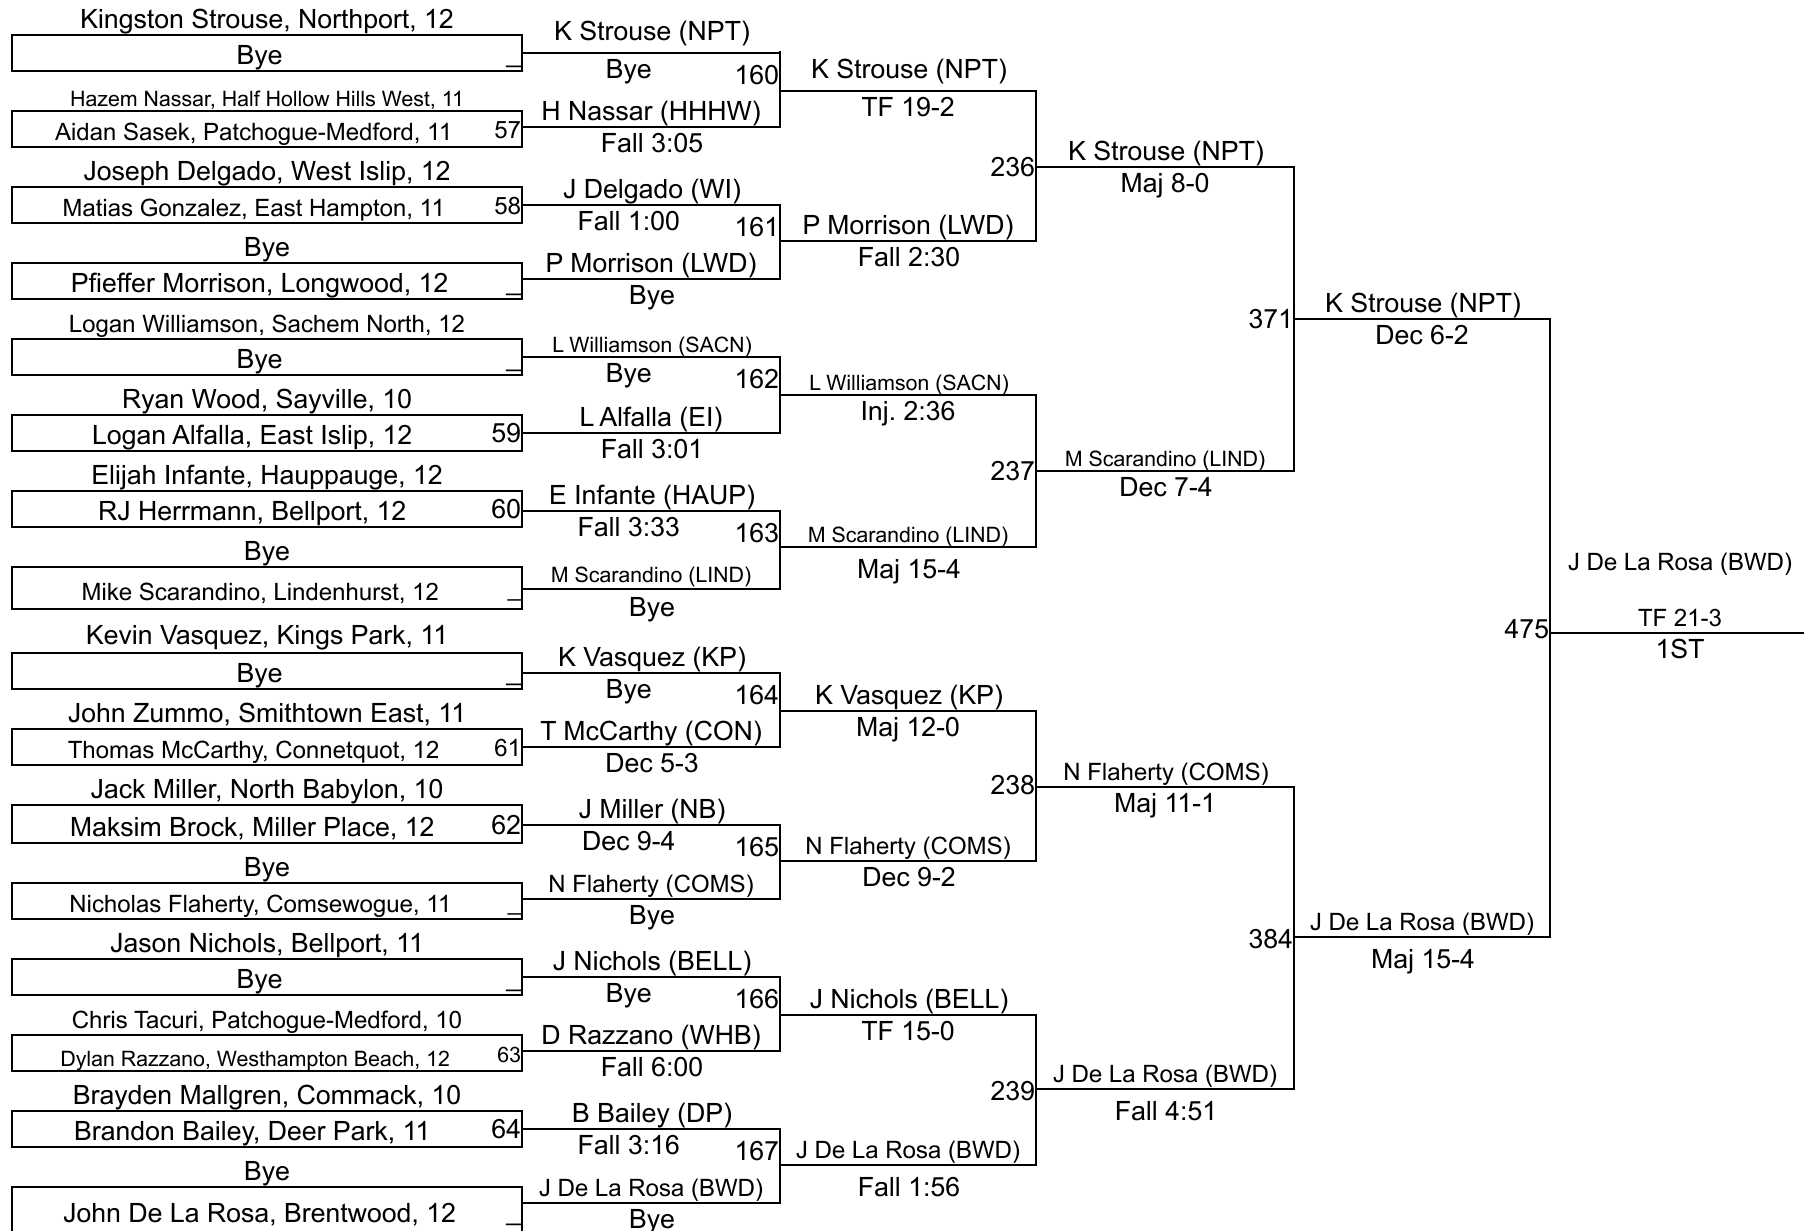 Kingston Strouse, Northport, 12
Bye
_
Hazem Nassar, Half Hollow Hills West, 11
Aidan Sasek, Patchogue-Medford, 11
57
Joseph Delgado, West Islip, 12
Matias Gonzalez, East Hampton, 11
58
Bye
Pfieffer Morrison, Longwood, 12
_
Logan Williamson, Sachem North, 12
Bye
_
Ryan Wood, Sayville, 10
Logan Alfalla, East Islip, 12
59
Elijah Infante, Hauppauge, 12
RJ Herrmann, Bellport, 12
60
Bye
Mike Scarandino, Lindenhurst, 12
_
Kevin Vasquez, Kings Park, 11
Bye
_
John Zummo, Smithtown East, 11
Thomas McCarthy, Connetquot, 12
61
Jack Miller, North Babylon, 10
Maksim Brock, Miller Place, 12
62
Bye
Nicholas Flaherty, Comsewogue, 11
_
Jason Nichols, Bellport, 11
Bye
_
Chris Tacuri, Patchogue-Medford, 10
Dylan Razzano, Westhampton Beach, 12
63
Brayden Mallgren, Commack, 10
Brandon Bailey, Deer Park, 11
64
Bye
John De La Rosa, Brentwood, 12
_
K Strouse (NPT)
Bye
160
H Nassar (HHHW)
Fall 3:05
J Delgado (WI)
Fall 1:00
161
P Morrison (LWD)
Bye
L Williamson (SACN)
Bye
162
L Alfalla (EI)
Fall 3:01
E Infante (HAUP)
Fall 3:33
163
M Scarandino (LIND)
Bye
K Vasquez (KP)
Bye
164
T McCarthy (CON)
Dec 5-3
J Miller (NB)
Dec 9-4
165
N Flaherty (COMS)
Bye
J Nichols (BELL)
Bye
166
D Razzano (WHB)
Fall 6:00
B Bailey (DP)
Fall 3:16
167
J De La Rosa (BWD)
Bye
K Strouse (NPT)
TF 19-2
236
P Morrison (LWD)
Fall 2:30
L Williamson (SACN)
Inj. 2:36
237
M Scarandino (LIND)
Maj 15-4
K Vasquez (KP)
Maj 12-0
238
N Flaherty (COMS)
Dec 9-2
J Nichols (BELL)
TF 15-0
239
J De La Rosa (BWD)
Fall 1:56
K Strouse (NPT)
Maj 8-0
371
M Scarandino (LIND)
Dec 7-4
N Flaherty (COMS)
Maj 11-1
384
J De La Rosa (BWD)
Fall 4:51
K Strouse (NPT)
Dec 6-2
475
J De La Rosa (BWD)
Maj 15-4
J De La Rosa (BWD)
TF 21-3
1ST